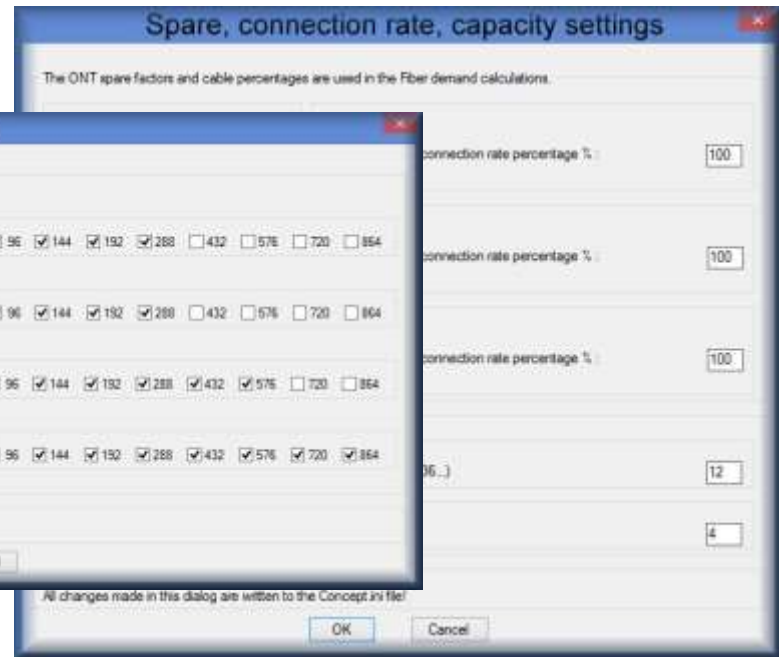 Spare, connection rate, capacity settings
The ONT spare factors and cable percentages are used in the Fiber demand calculations.
connection rate percentage % : 100
96 144 192 288 432 576 720 864
connection rate percentage % : 100
96 144 192 288 432 576 720 864
connection rate percentage % : 100
96 144 192 288 432 576 720 864
96 144 192 288 432 576 720 864
36...) 12
4
All changes made in this dialog are written to the Concept.ini file!
OK Cancel